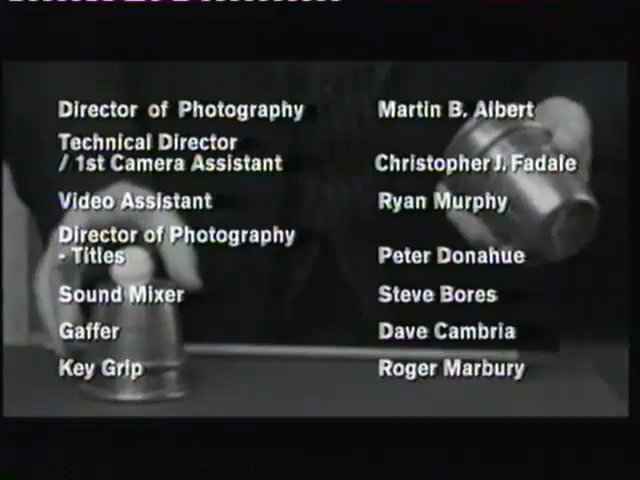 Director of Photography Martin B. Albert
Technical Director
/ 1st Camera Assistant Christopher J. Fadale
Video Assistant Ryan Murphy
Director of Photography
- Titles Peter Donahue
Sound Mixer Steve Bores
Gaffer Dave Cambria
Key Grip Roger Marbury